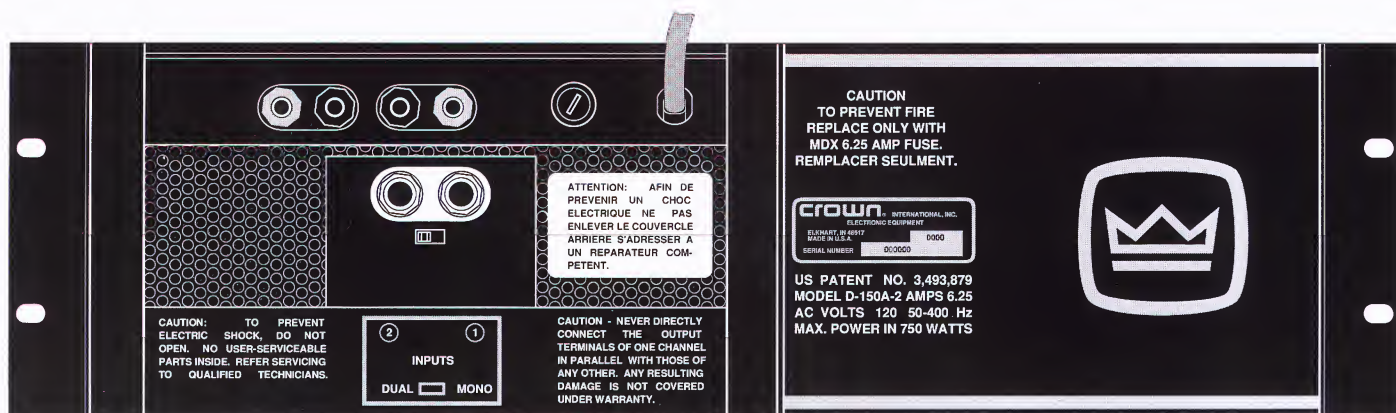 ATTENTION: AFIN DE
PREVENIR UN CHOC
ELECTRIQUE NE PAS
ENLEVER LE COUVERCLE
ARRIERE S'ADRESSER A
UN REPARATEUR COM-
PETENT.
CAUTION: TO PREVENT
ELECTRIC SHOCK, DO NOT
OPEN. NO USER-SERVICEABLE
PARTS INSIDE. REFER SERVICING
TO QUALIFIED TECHNICIANS.
2 1
INPUTS
DUAL MONO
CAUTION - NEVER DIRECTLY
CONNECT THE OUTPUT
TERMINALS OF ONE CHANNEL
IN PARALLEL WITH THOSE OF
ANY OTHER. ANY RESULTING
DAMAGE IS NOT COVERED
UNDER WARRANTY.
CAUTION
TO PREVENT FIRE
REPLACE ONLY WITH
MDX 6.25 AMP FUSE.
REMPLACER SEULMENT.
crown® INTERNATIONAL, INC.
ELECTRONIC EQUIPMENT
ELKHART, IN 46517
MADE IN U.S.A. 0000
SERIAL NUMBER 000000
US PATENT NO. 3,493,879
MODEL D-150A-2 AMPS 6.25
AC VOLTS 120 50-400 Hz
MAX. POWER IN 750 WATTS